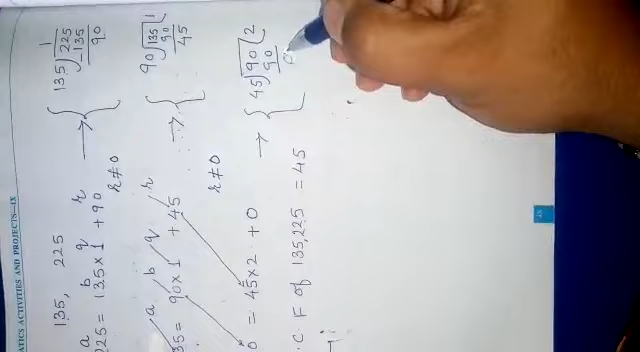 ATICS ACTIVITIES AND PROJECTS—IX
135, 225
a b q r
225 = 135 × 1 + 90 → { 135) 225 (1
- 135
90
r ≠ 0
a b q r
35 = 90 × 1 + 45 → { 90) 135 (1
90
45
r ≠ 0
0 = 45 × 2 + 0 → { 45) 90 (2
90
0
.C.F of 135, 225 = 45